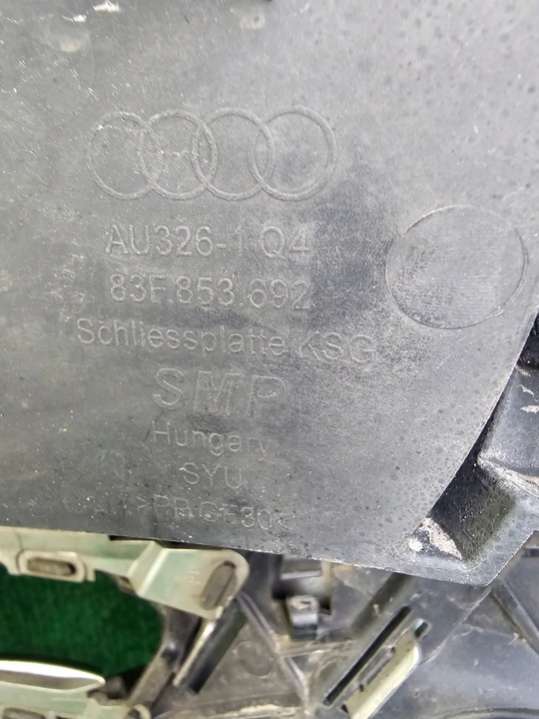 AU326-1 Q4
83F.853.692
Schliessplatte KSG
SMP
Hungary
SYU